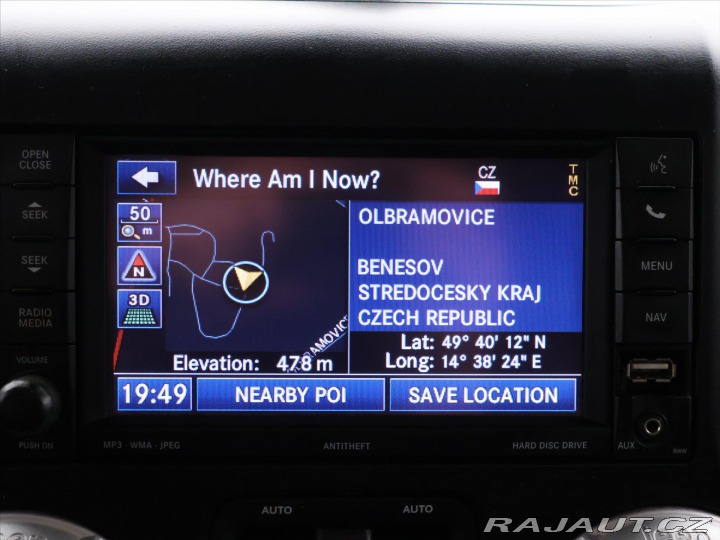 OPEN
CLOSE
SEEK
SEEK
RADIO
MEDIA
VOLUME
PUSH ON
Where Am I Now?
CZ
TMC
50
m
N
3D
OLBRAMOVICE
BENESOV
STREDOCESKY KRAJ
CZECH REPUBLIC
Lat: 49° 40' 12" N
Long: 14° 38' 24" E
Elevation: 478 m
19:49
NEARBY POI
SAVE LOCATION
MENU
NAV
AUX
MP3 - WMA - JPEG
ANTITHEFT
HARD DISC DRIVE
AUTO
AUTO
RAJAUT.CZ